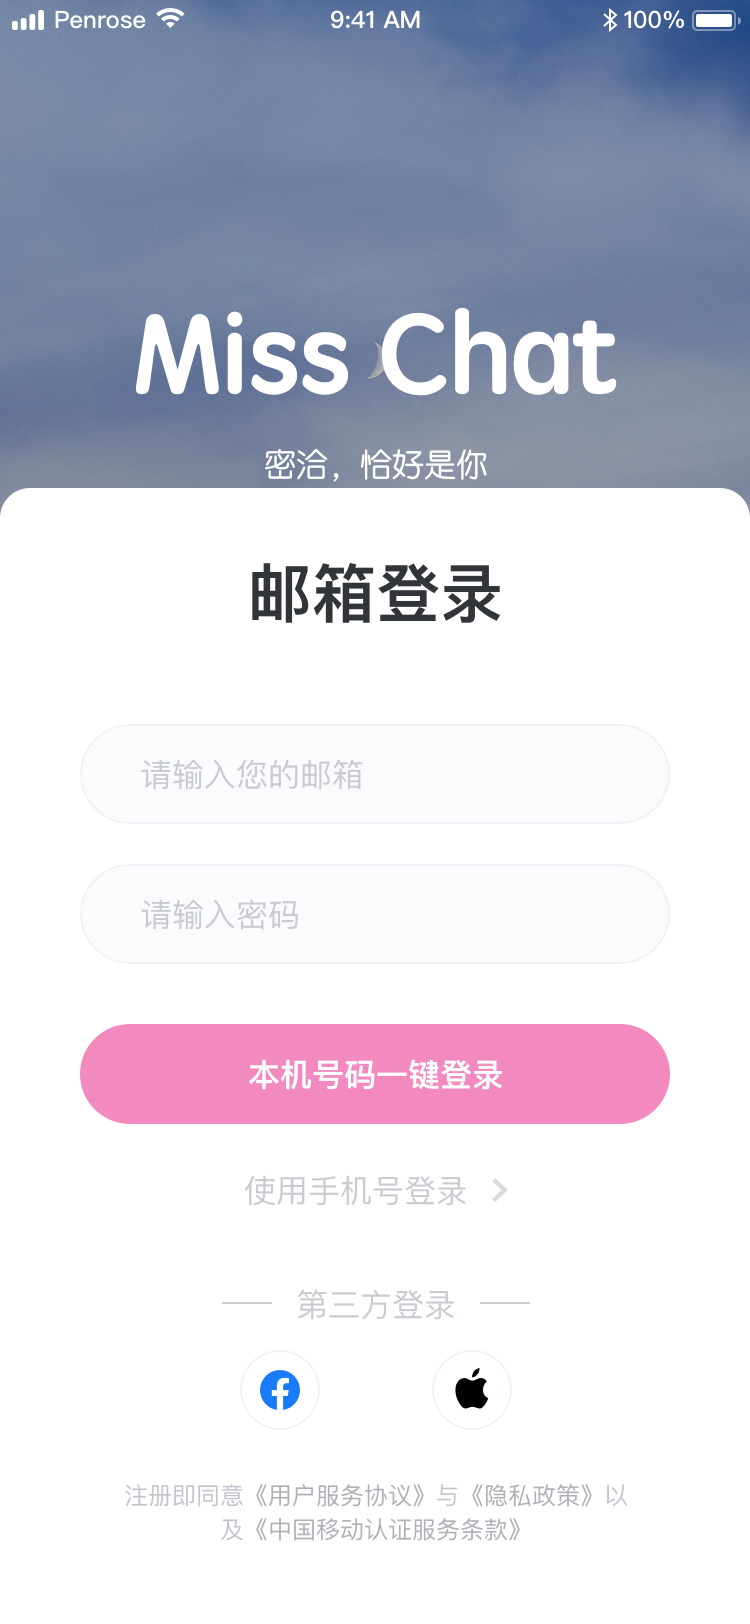 Penrose 9:41 AM 100%
Miss Chat
密洽，恰好是你
邮箱登录
请输入您的邮箱
请输入密码
本机号码一键登录
使用手机号登录
第三方登录
注册即同意《用户服务协议》与《隐私政策》以
及《中国移动认证服务条款》